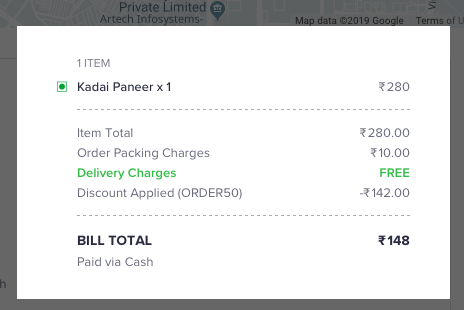 Private Limited
Artech Infosystems-
Map data ©2019 Google Terms of U
1 ITEM
Kadai Paneer x 1 ₹280
Item Total ₹280.00
Order Packing Charges ₹10.00
Delivery Charges FREE
Discount Applied (ORDER50) -₹142.00
BILL TOTAL ₹148
Paid via Cash
h